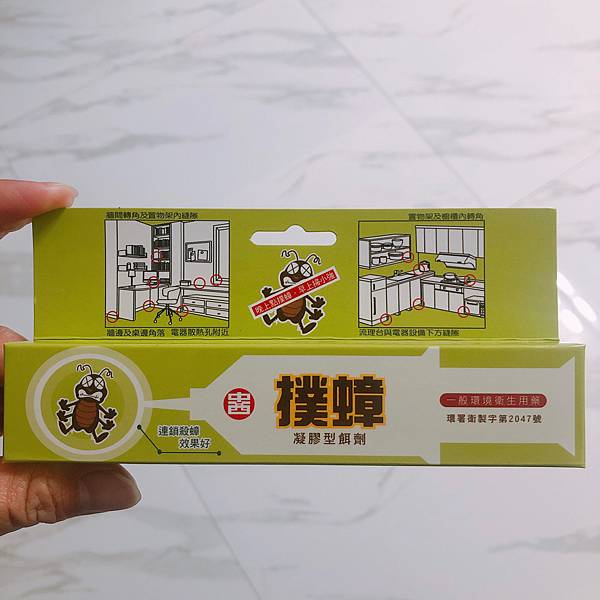 牆間轉角及置物架內縫隙
置物架及櫥櫃內轉角
晚上點撲蟑，早上掃小強
牆邊及桌邊角落 電器散熱孔附近
流理台與電器設備下方縫隙
連鎖殺蟑
效果好
撲蟑
凝膠型餌劑
一般環境衛生用藥
環署衛製字第2047號